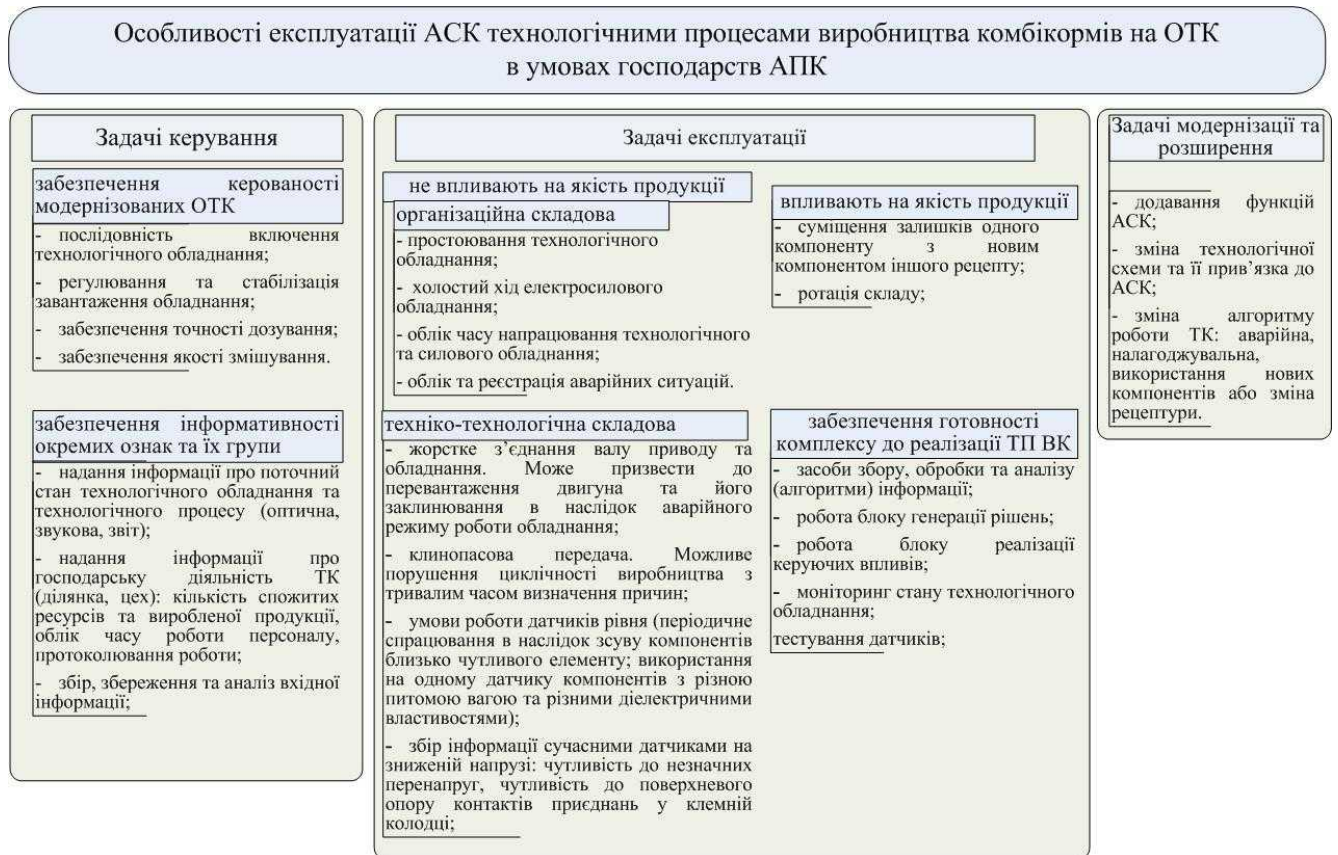 Особливості експлуатації АСК технологічними процесами виробництва комбікормів на ОТК
в умовах господарств АПК
Задачі керування
забезпечення керованості
модернізованих ОТК
- послідовність включення
технологічного обладнання;
- регулювання та стабілізація
завантаження обладнання;
- забезпечення точності дозування;
- забезпечення якості змішування.
забезпечення інформативності
окремих ознак та їх групи
- надання інформації про поточний
стан технологічного обладнання та
технологічного процесу (оптична,
звукова, звіт);
- надання інформації про
господарську діяльність ТК
(ділянка, цех): кількість спожитих
ресурсів та виробленої продукції,
облік часу роботи персоналу,
протоколювання роботи;
- збір, збереження та аналіз вхідної
інформації;
Задачі експлуатації
не впливають на якість продукції
організаційна складова
- простоювання технологічного
обладнання;
- холостий хід електросилового
обладнання;
- облік часу напрацювання технологічного
та силового обладнання;
- облік та реєстрація аварійних ситуацій.
техніко-технологічна складова
- жорстке з’єднання валу приводу та
обладнання. Може призвести до
перевантаження двигуна та його
заклинювання в наслідок аварійного
режиму роботи обладнання;
- клинопасова передача. Можливе
порушення циклічності виробництва з
тривалим часом визначення причин;
- умови роботи датчиків рівня (періодичне
спрацювання в наслідок зсуву компонентів
близько чутливого елементу; використання
на одному датчику компонентів з різною
питомою вагою та різними діелектричними
властивостями);
- збір інформації сучасними датчиками на
зниженій напрузі: чутливість до незначних
перенапруг, чутливість до поверхневого
опору контактів приєднань у клемній
колодці;
впливають на якість продукції
- суміщення залишків одного
компоненту з новим
компонентом іншого рецепту;
- ротація складу;
забезпечення готовності
комплексу до реалізації ТП ВК
- засоби збору, обробки та аналізу
(алгоритми) інформації;
- робота блоку генерації рішень;
- робота блоку реалізації
керуючих впливів;
- моніторинг стану технологічного
обладнання;
тестування датчиків;
Задачі модернізації та
розширення
- додавання функцій
АСК;
- зміна технологічної
схеми та її прив’язка до
АСК;
- зміна алгоритму
роботи ТК: аварійна,
налагоджувальна,
використання нових
компонентів або зміна
рецептури.